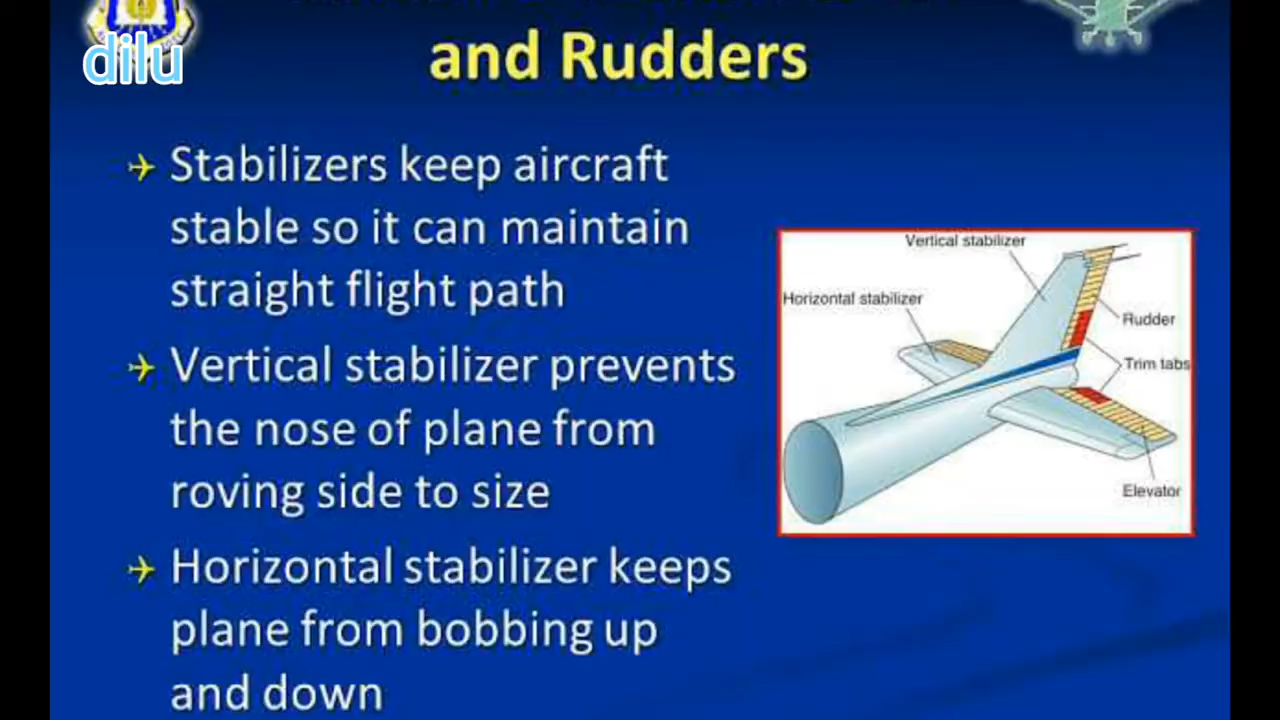 dilu
and Rudders
Stabilizers keep aircraft
stable so it can maintain
straight flight path
Vertical stabilizer prevents
the nose of plane from
roving side to size
Horizontal stabilizer keeps
plane from bobbing up
and down
Vertical stabilizer
Horizontal stabilizer
Rudder
Trim tabs
Elevator